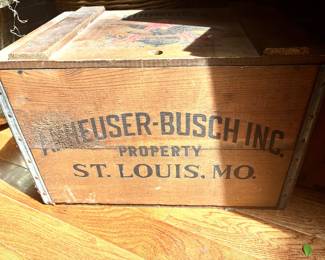 ANHEUSER-BUSCH INC.
PROPERTY
ST. LOUIS, MO.